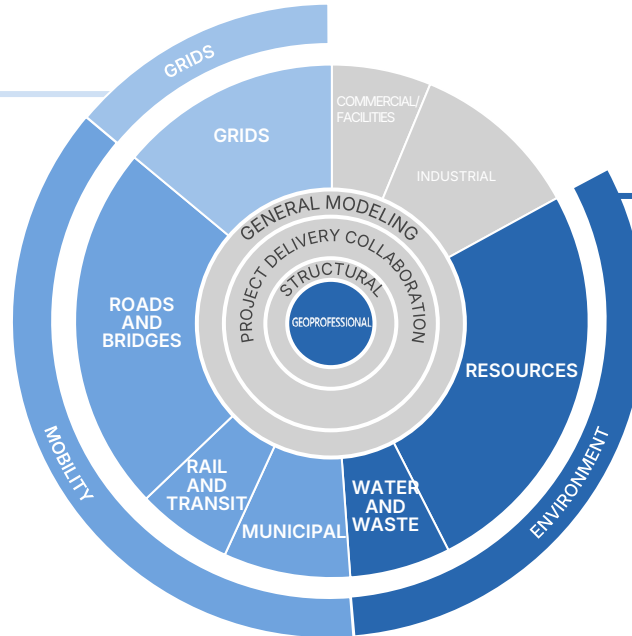 GRIDS
GRIDS
COMMERCIAL/
FACILITIES
INDUSTRIAL
GENERAL MODELING
PROJECT DELIVERY COLLABORATION
STRUCTURAL
GEOPROFESSIONAL
ROADS
AND
BRIDGES
RESOURCES
MOBILITY
RAIL
AND
TRANSIT
MUNICIPAL
WATER
AND
WASTE
ENVIRONMENT